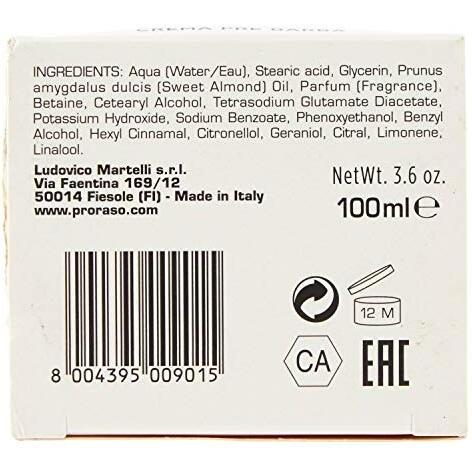 CREMA PRE BARBA
INGREDIENTS: Aqua (Water/Eau), Stearic acid, Glycerin, Prunus
amygdalus dulcis (Sweet Almond) Oil, Parfum (Fragrance),
Betaine, Cetearyl Alcohol, Tetrasodium Glutamate Diacetate,
Potassium Hydroxide, Sodium Benzoate, Phenoxyethanol, Benzyl
Alcohol, Hexyl Cinnamal, Citronellol, Geraniol, Citral, Limonene,
Linalool.
Ludovico Martelli s.r.l.
Via Faentina 169/12
50014 Fiesole (FI) - Made in Italy
www.proraso.com
NetWt. 3.6 oz.
100ml e
12 M
CA
EAC
8 004395 009015